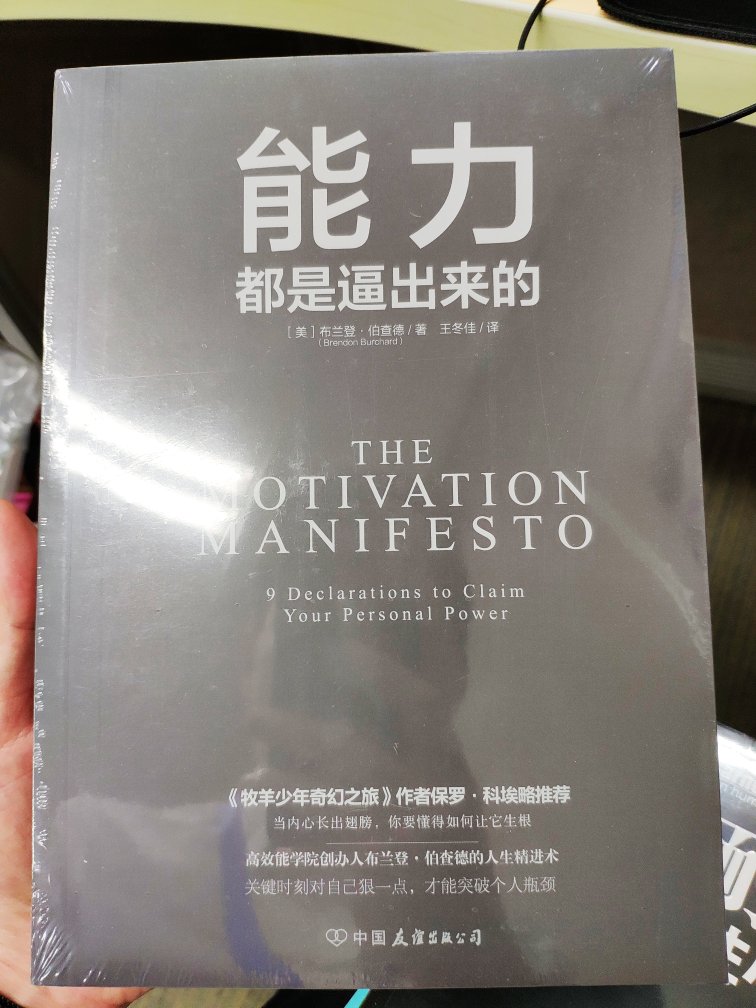 能力
都是逼出来的
[美] 布兰登·伯查德 / 著 王冬佳 / 译
(Brendon Burchard)
THE
MOTIVATION
MANIFESTO
9 Declarations to Claim
Your Personal Power
《牧羊少年奇幻之旅》作者保罗·科埃略推荐
当内心长出翅膀，你要懂得如何让它生根
高效能学院创办人布兰登·伯查德的人生精进术
关键时刻对自己狠一点，才能突破个人瓶颈
中国友谊出版公司